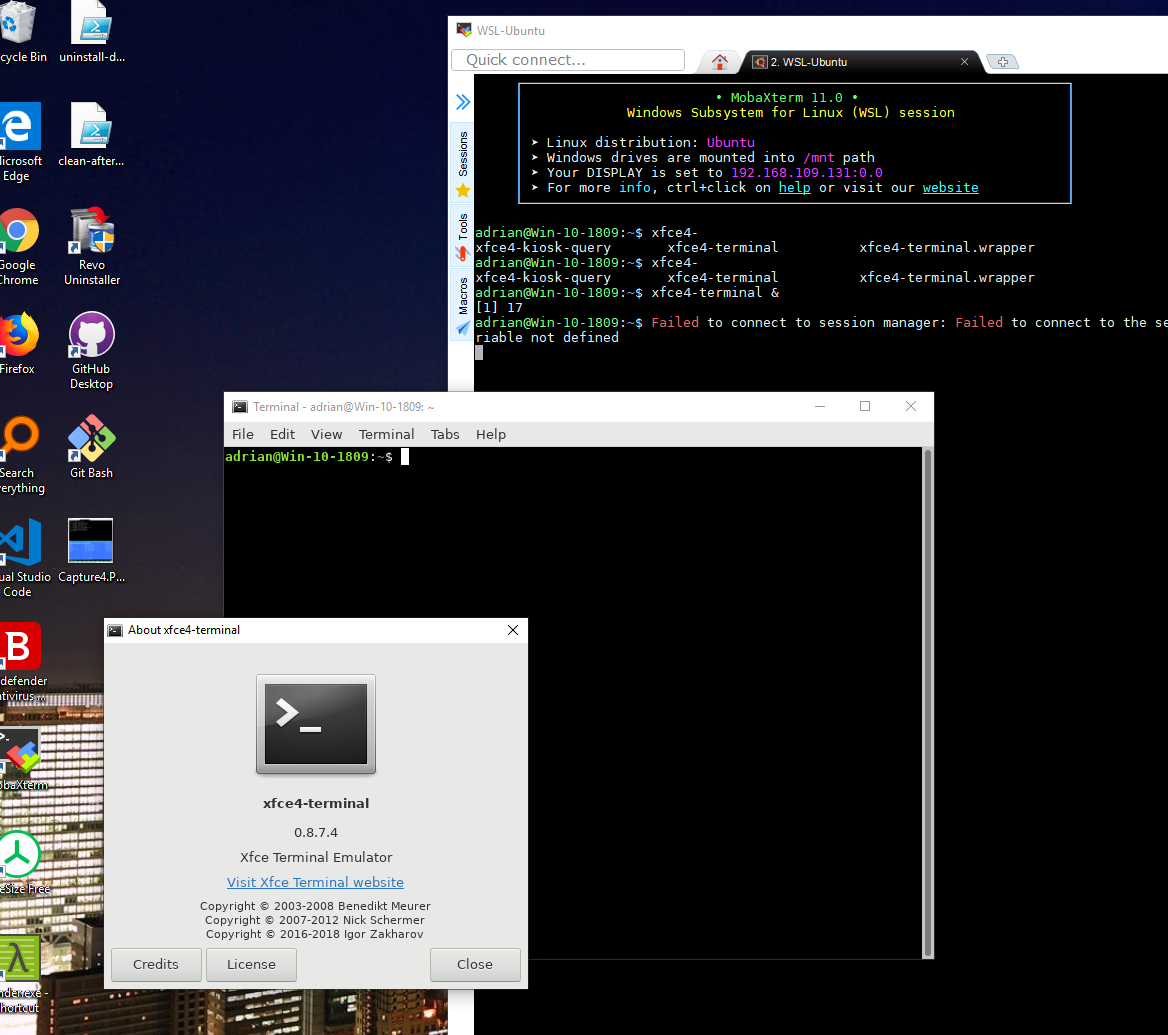 cycle Bin
uninstall-d...
Microsoft
Edge
clean-after...
Google
Chrome
Revo
Uninstaller
Firefox
GitHub
Desktop
Search
erything
Git Bash
ual Studio
Code
Capture4.P...
defender
ntivirus ...
obaXterm
eSize Free
nder.exe -
hortcut
WSL-Ubuntu
Quick connect...
2. WSL-Ubuntu
Sessions
Tools
Macros
• MobaXterm 11.0 •
Windows Subsystem for Linux (WSL) session
➤ Linux distribution: Ubuntu
➤ Windows drives are mounted into /mnt path
➤ Your DISPLAY is set to 192.168.109.131:0.0
➤ For more info, ctrl+click on help or visit our website
adrian@Win-10-1809:~$ xfce4-
xfce4-kiosk-query xfce4-terminal xfce4-terminal.wrapper
adrian@Win-10-1809:~$ xfce4-
xfce4-kiosk-query xfce4-terminal xfce4-terminal.wrapper
adrian@Win-10-1809:~$ xfce4-terminal &
[1] 17
adrian@Win-10-1809:~$ Failed to connect to session manager: Failed to connect to the se
riable not defined
Terminal - adrian@Win-10-1809: ~
File Edit View Terminal Tabs Help
adrian@Win-10-1809:~$
About xfce4-terminal
xfce4-terminal
0.8.7.4
Xfce Terminal Emulator
Visit Xfce Terminal website
Copyright © 2003-2008 Benedikt Meurer
Copyright © 2007-2012 Nick Schermer
Copyright © 2016-2018 Igor Zakharov
Credits License Close